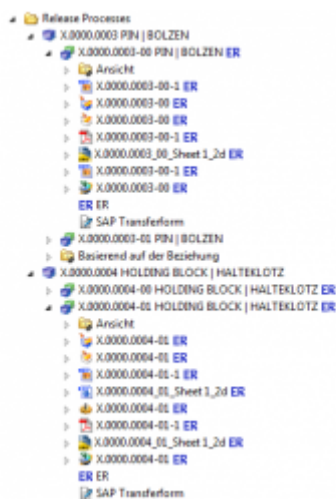 Release Processes
X.0000.0003 PIN | BOLZEN
X.0000.0003-00 PIN | BOLZEN ER
Ansicht
X.0000.0003-00-1 ER
X.0000.0003-00 ER
X.0000.0003-00 ER
X.0000.0003-00-1 ER
X.0000.0003_00_Sheet 1_2d ER
X.0000.0003-00-1 ER
X.0000.0003-00 ER
ER ER
SAP Transferform
X.0000.0003-01 PIN | BOLZEN
Basierend auf der Beziehung
X.0000.0004 HOLDING BLOCK | HALTEKLOTZ
X.0000.0004-00 HOLDING BLOCK | HALTEKLOTZ ER
X.0000.0004-01 HOLDING BLOCK | HALTEKLOTZ ER
Ansicht
X.0000.0004-01 ER
X.0000.0004-01 ER
X.0000.0004-01-1 ER
X.0000.0004_01_Sheet 1_2d ER
X.0000.0004-01 ER
X.0000.0004-01-1 ER
X.0000.0004_01_Sheet 1_2d ER
X.0000.0004-01 ER
ER ER
SAP Transferform